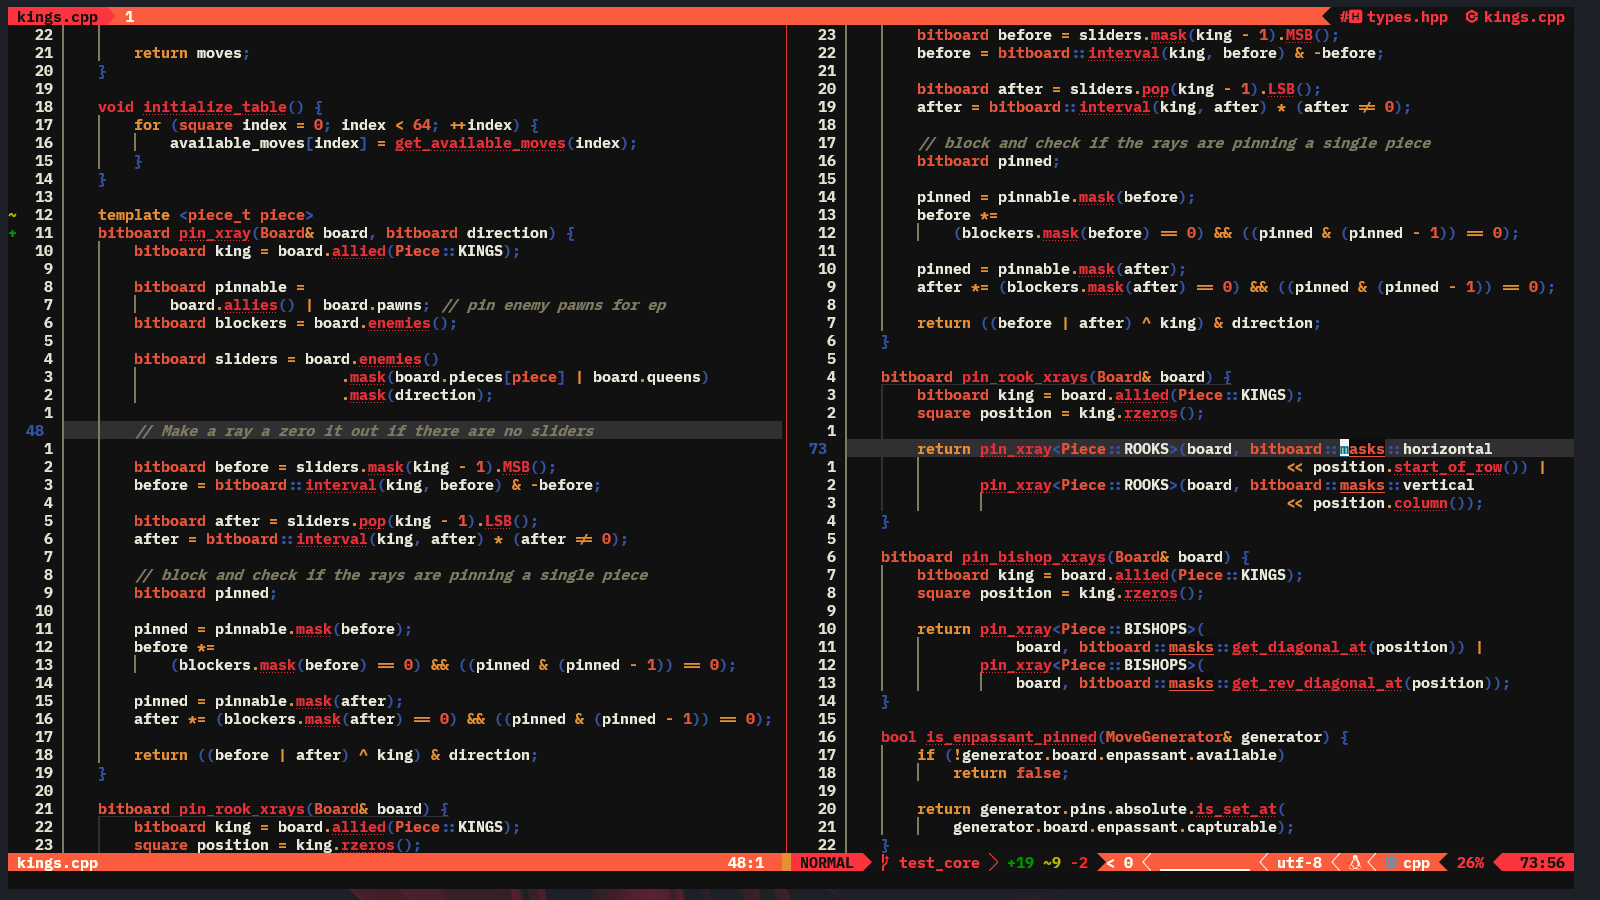 kings.cpp 1 #H types.hpp kings.cpp
22
21 return moves;
20 }
19
18 void initialize_table() {
17 for (square index = 0; index < 64; ++index) {
16 available_moves[index] = get_available_moves(index);
15 }
14 }
13
~ 12 template <piece_t piece>
+ 11 bitboard pin_xray(Board& board, bitboard direction) {
10 bitboard king = board.allied(Piece::KINGS);
9
8 bitboard pinnable =
7 board.allies() | board.pawns; // pin enemy pawns for ep
6 bitboard blockers = board.enemies();
5
4 bitboard sliders = board.enemies()
3 .mask(board.pieces[piece] | board.queens)
2 .mask(direction);
1
48 // Make a ray a zero it out if there are no sliders
1
2 bitboard before = sliders.mask(king - 1).MSB();
3 before = bitboard::interval(king, before) & -before;
4
5 bitboard after = sliders.pop(king - 1).LSB();
6 after = bitboard::interval(king, after) * (after != 0);
7
8 // block and check if the rays are pinning a single piece
9 bitboard pinned;
10
11 pinned = pinnable.mask(before);
12 before *=
13 (blockers.mask(before) == 0) && ((pinned & (pinned - 1)) == 0);
14
15 pinned = pinnable.mask(after);
16 after *= (blockers.mask(after) == 0) && ((pinned & (pinned - 1)) == 0);
17
18 return ((before | after) ^ king) & direction;
19 }
20
21 bitboard pin_rook_xrays(Board& board) {
22 bitboard king = board.allied(Piece::KINGS);
23 square position = king.rzeros();
23 bitboard before = sliders.mask(king - 1).MSB();
22 before = bitboard::interval(king, before) & -before;
21
20 bitboard after = sliders.pop(king - 1).LSB();
19 after = bitboard::interval(king, after) * (after != 0);
18
17 // block and check if the rays are pinning a single piece
16 bitboard pinned;
15
14 pinned = pinnable.mask(before);
13 before *=
12 (blockers.mask(before) == 0) && ((pinned & (pinned - 1)) == 0);
11
10 pinned = pinnable.mask(after);
9 after *= (blockers.mask(after) == 0) && ((pinned & (pinned - 1)) == 0);
8
7 return ((before | after) ^ king) & direction;
6 }
5
4 bitboard pin_rook_xrays(Board& board) {
3 bitboard king = board.allied(Piece::KINGS);
2 square position = king.rzeros();
1
73 return pin_xray<Piece::ROOKS>(board, bitboard::masks::horizontal
1 << position.start_of_row()) |
2 pin_xray<Piece::ROOKS>(board, bitboard::masks::vertical
3 << position.column());
4 }
5
6 bitboard pin_bishop_xrays(Board& board) {
7 bitboard king = board.allied(Piece::KINGS);
8 square position = king.rzeros();
9
10 return pin_xray<Piece::BISHOPS>(
11 board, bitboard::masks::get_diagonal_at(position)) |
12 pin_xray<Piece::BISHOPS>(
13 board, bitboard::masks::get_rev_diagonal_at(position));
14 }
15
16 bool is_enpassant_pinned(MoveGenerator& generator) {
17 if (!generator.board.enpassant.available)
18 return false;
19
20 return generator.pins.absolute.is_set_at(
21 generator.board.enpassant.capturable);
22 }
kings.cpp 48:1 NORMAL test_core +19 ~9 -2 < 0 utf-8 cpp 26% 73:56